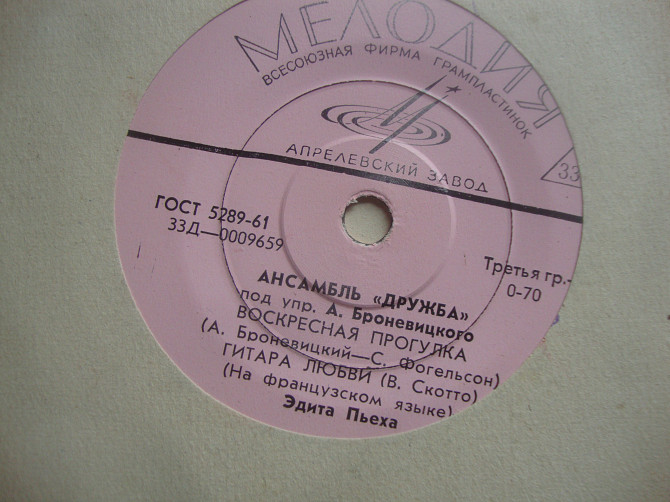 МЕЛОДИЯ
ВСЕСОЮЗНАЯ ФИРМА ГРАМПЛАСТИНОК
АПРЕЛЕВСКИЙ ЗАВОД
33
ГОСТ 5289-61
33Д—0009659
Третья гр.-
0-70
АНСАМБЛЬ «ДРУЖБА»
под упр. А. Броневицкого
ВОСКРЕСНАЯ ПРОГУЛКА
(А. Броневицкий—С. Фогельсон)
ГИТАРА ЛЮБВИ (В. Скотто)
(На французском языке)
Эдита Пьеха